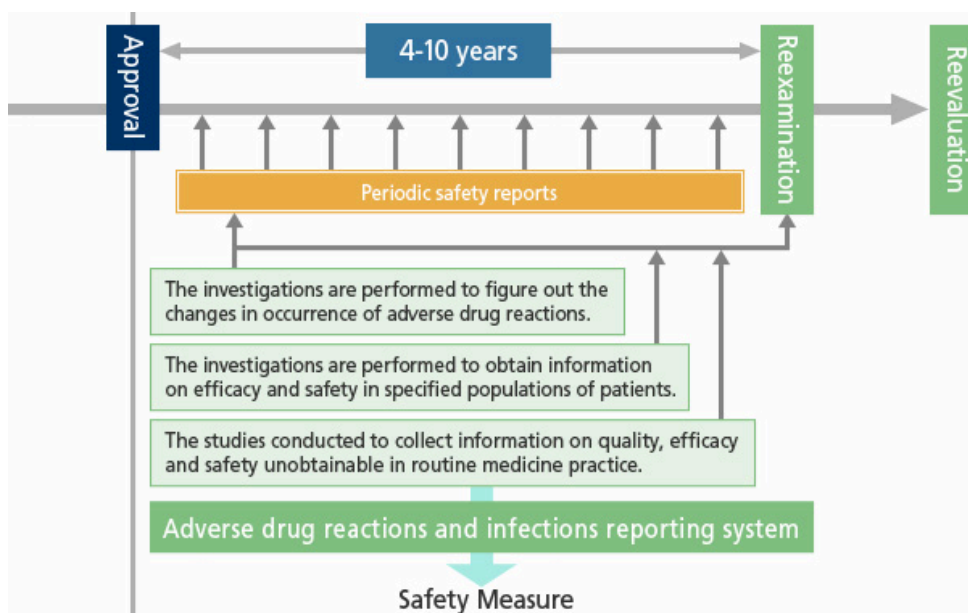 Approval
4-10 years
Reexamination
Reevaluation
Periodic safety reports
The investigations are performed to figure out the
changes in occurrence of adverse drug reactions.
The investigations are performed to obtain information
on efficacy and safety in specified populations of patients.
The studies conducted to collect information on quality, efficacy
and safety unobtainable in routine medicine practice.
Adverse drug reactions and infections reporting system
Safety Measure